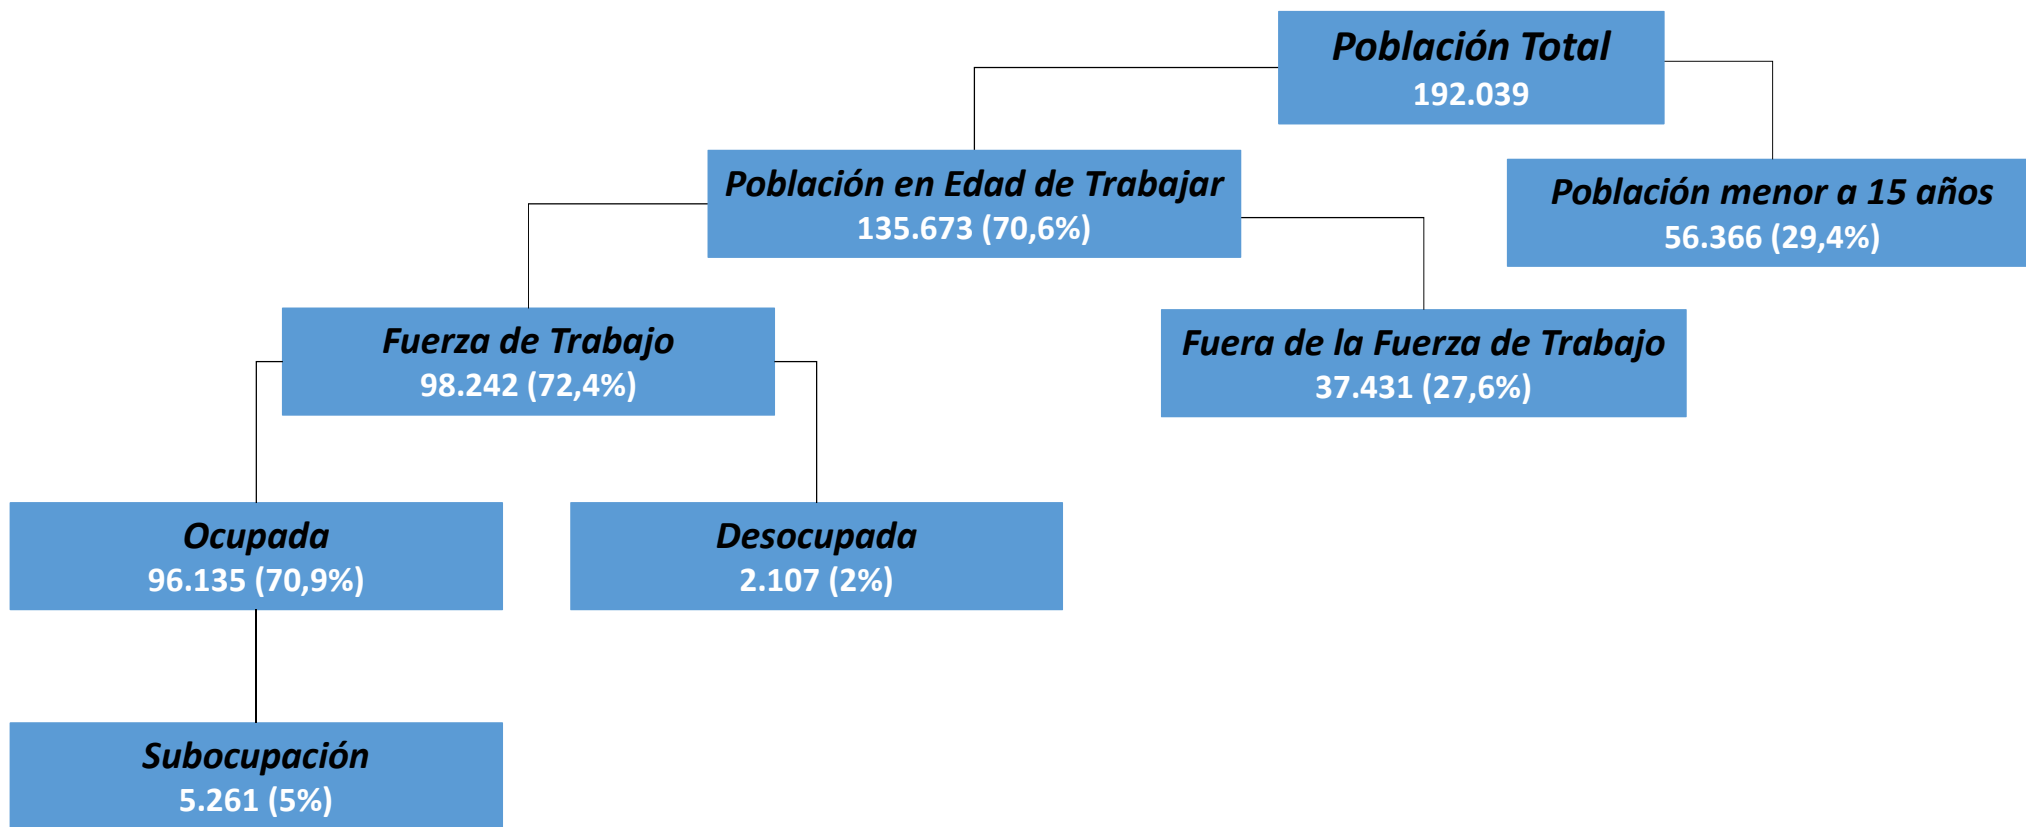 Población Total
192.039
Población en Edad de Trabajar
135.673 (70,6%)
Población menor a 15 años
56.366 (29,4%)
Fuerza de Trabajo
98.242 (72,4%)
Fuera de la Fuerza de Trabajo
37.431 (27,6%)
Ocupada
96.135 (70,9%)
Desocupada
2.107 (2%)
Subocupación
5.261 (5%)